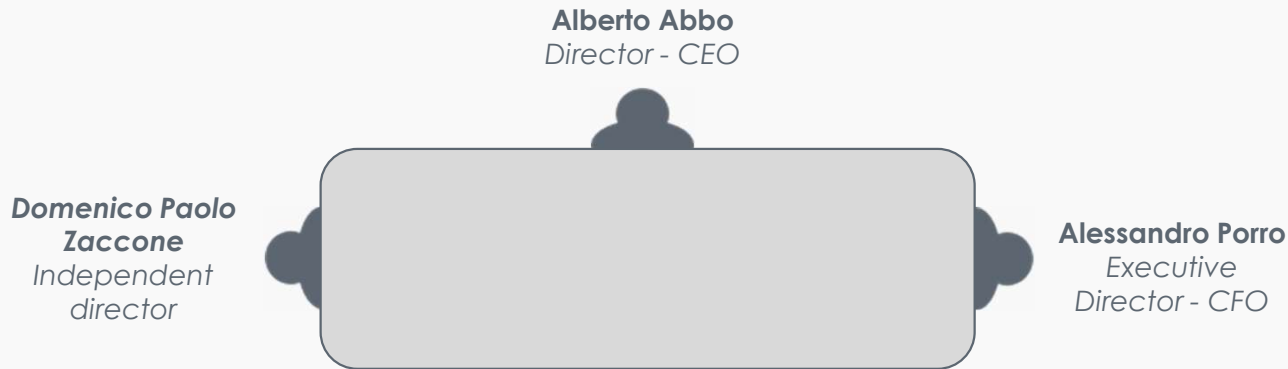 Alberto Abbo
Director - CEO
Domenico Paolo
Zaccone
Independent
director
Alessandro Porro
Executive
Director - CFO